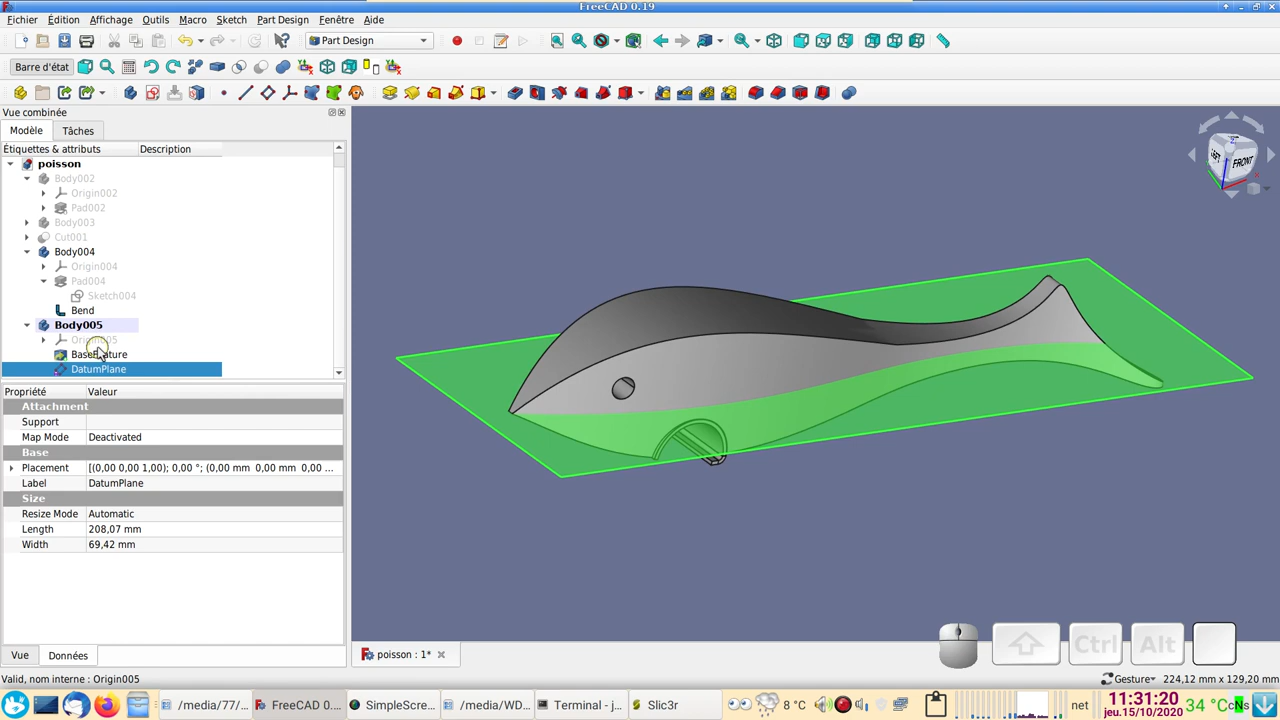 FreeCAD 0.19
Fichier Édition Affichage Outils Macro Sketch Part Design Fenêtre Aide
Part Design
Barre d'état
Vue combinée
Modèle Tâches
Étiquettes & attributs Description
poisson
Body002
Origin002
Pad002
Body003
Cut001
Body004
Origin004
Pad004
Sketch004
Bend
Body005
Origin005
BaseFeature
DatumPlane
Propriété Valeur
Attachment
Support
Map Mode Deactivated
Base
Placement [(0,00 0,00 1,00); 0,00 °; (0,00 mm 0,00 mm 0,00 ...
Label DatumPlane
Size
Resize Mode Automatic
Length 208,07 mm
Width 69,42 mm
FRONT
Ctrl Alt
Vue Données
poisson : 1*
Valid, nom interne : Origin005
Gesture 224,12 mm x 129,20 mm
/media/77/... FreeCAD 0.... SimpleScre... /media/WD... Terminal - j... Slic3r
8 °C
net
11:31:20
jeu.15/10/2020
34 °C